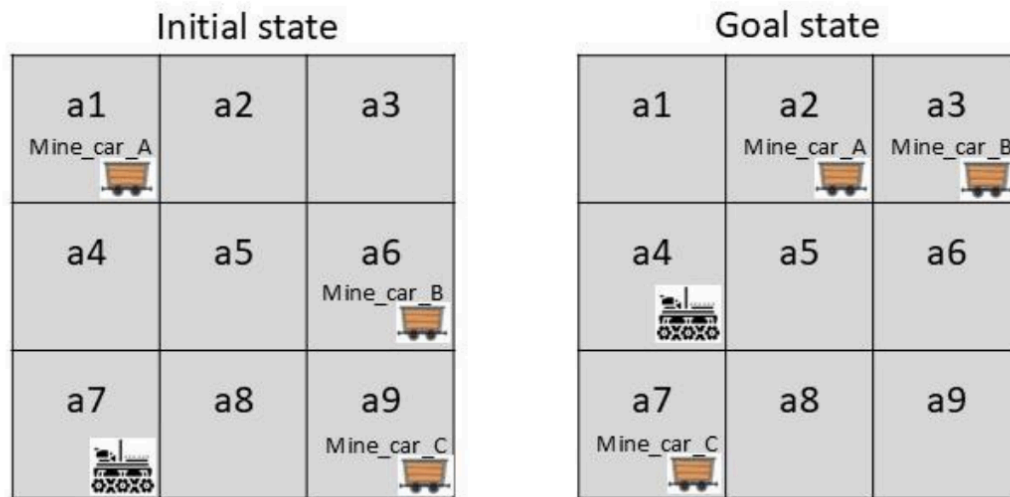 Initial state
a1
Mine_car_A
a2
a3
a4
a5
a6
Mine_car_B
a7
a8
a9
Mine_car_C
Goal state
a1
a2
Mine_car_A
a3
Mine_car_B
a4
a5
a6
a7
Mine_car_C
a8
a9